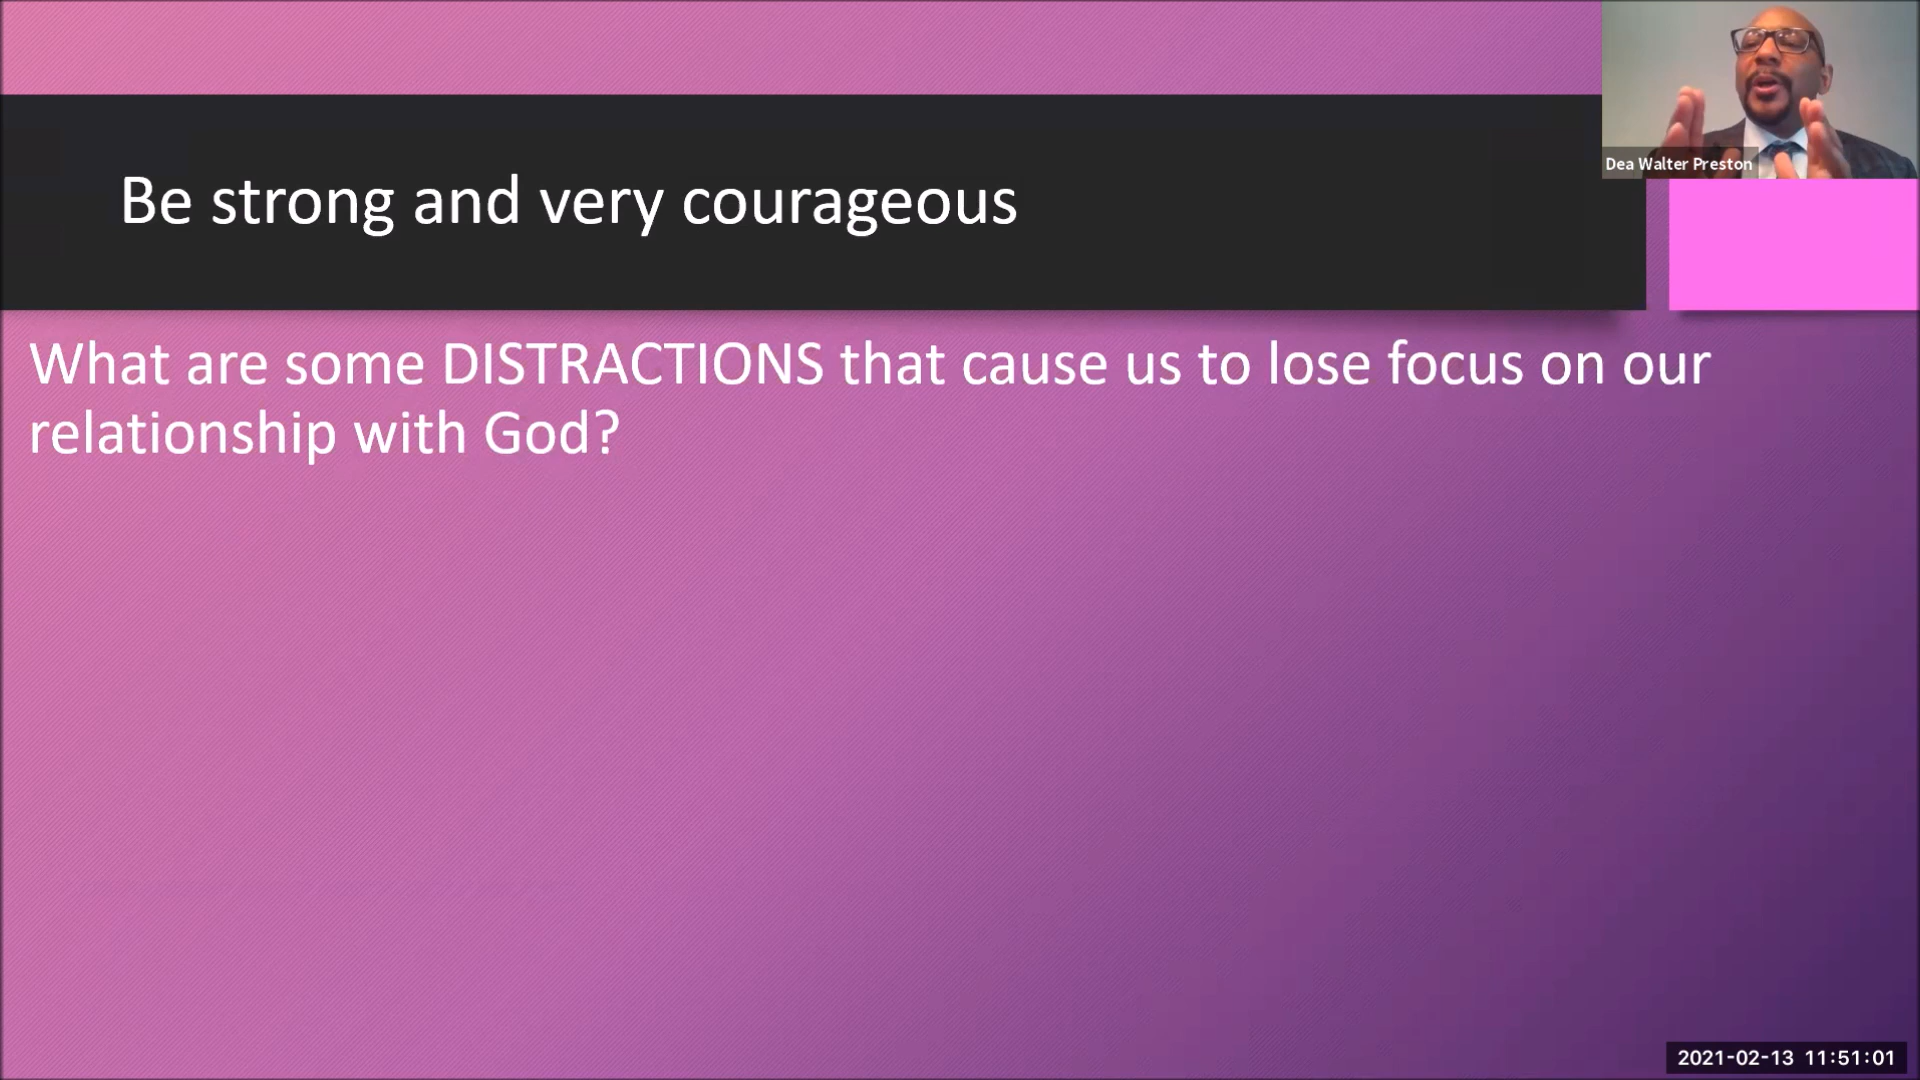 Dea Walter Preston
Be strong and very courageous
What are some DISTRACTIONS that cause us to lose focus on our
relationship with God?
2021-02-13 11:51:01